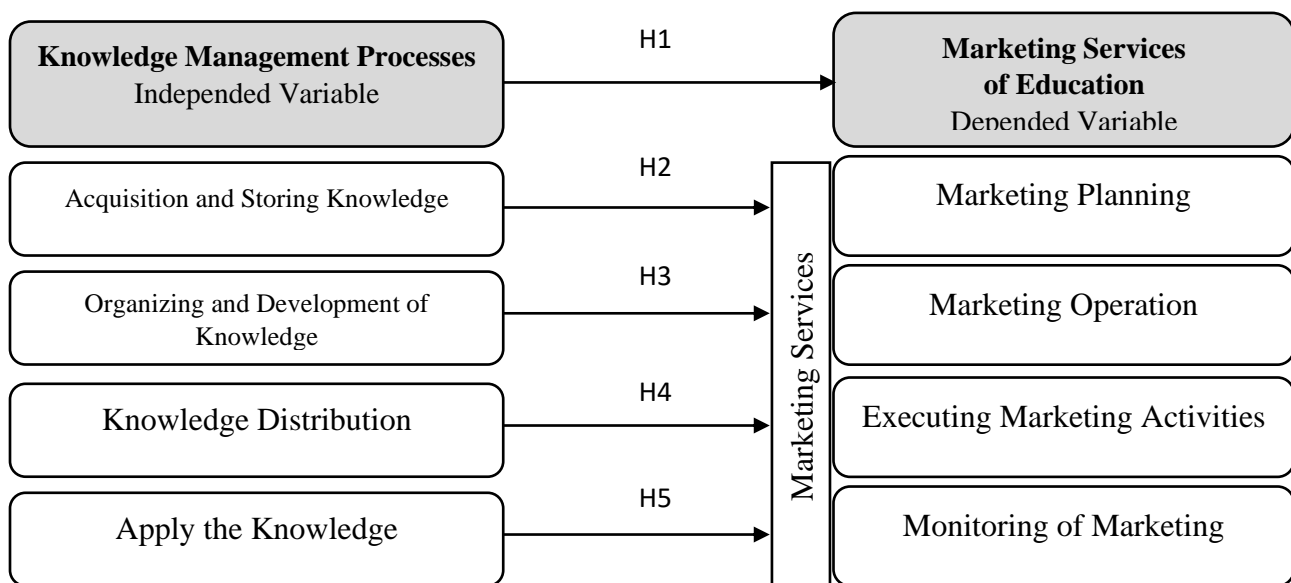 Knowledge Management Processes
Independed Variable
H1
Marketing Services
of Education
Depended Variable
Acquisition and Storing Knowledge
H2
Marketing Planning
Organizing and Development of
Knowledge
H3
Marketing Operation
Knowledge Distribution
H4
Executing Marketing Activities
Apply the Knowledge
H5
Monitoring of Marketing
Marketing Services